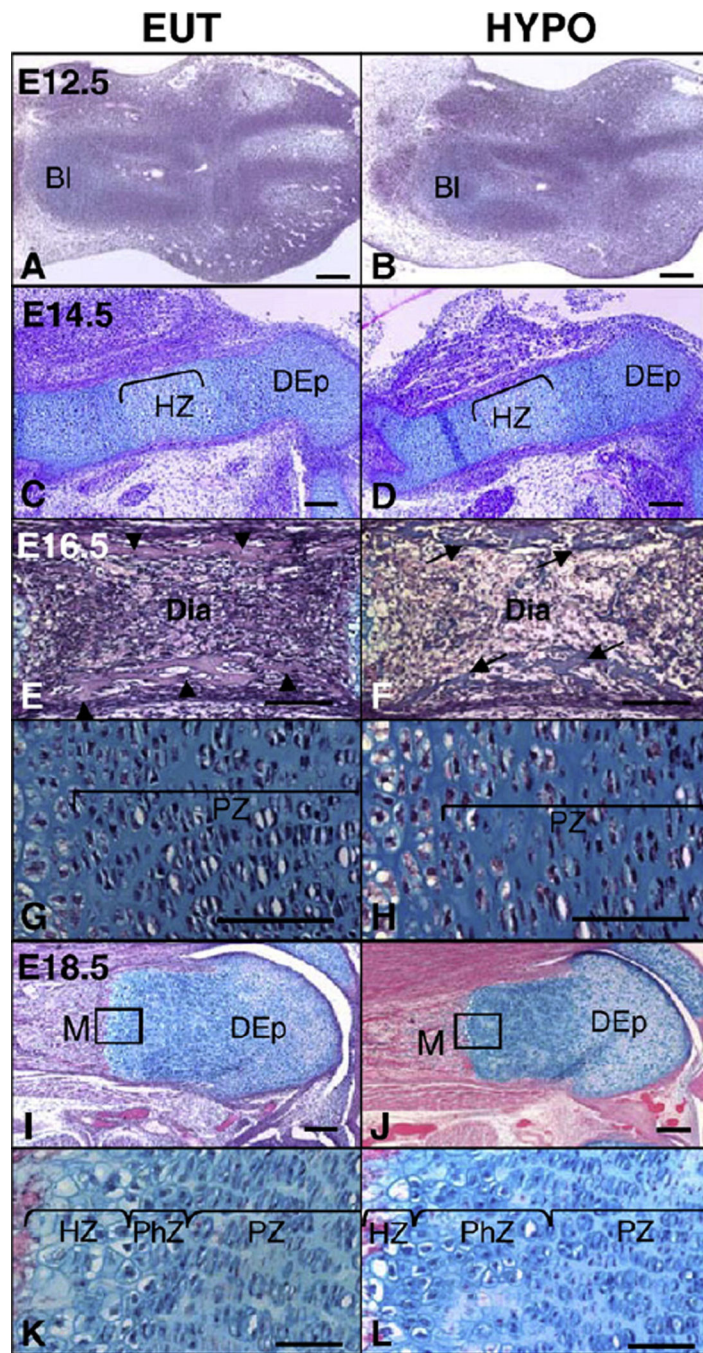 EUT HYPO
E12.5
Bl Bl
A B
E14.5
HZ DEp HZ DEp
C D
E16.5
Dia Dia
E F
PZ PZ
G H
E18.5
M DEp M DEp
I J
HZ PhZ PZ HZ PhZ PZ
K L